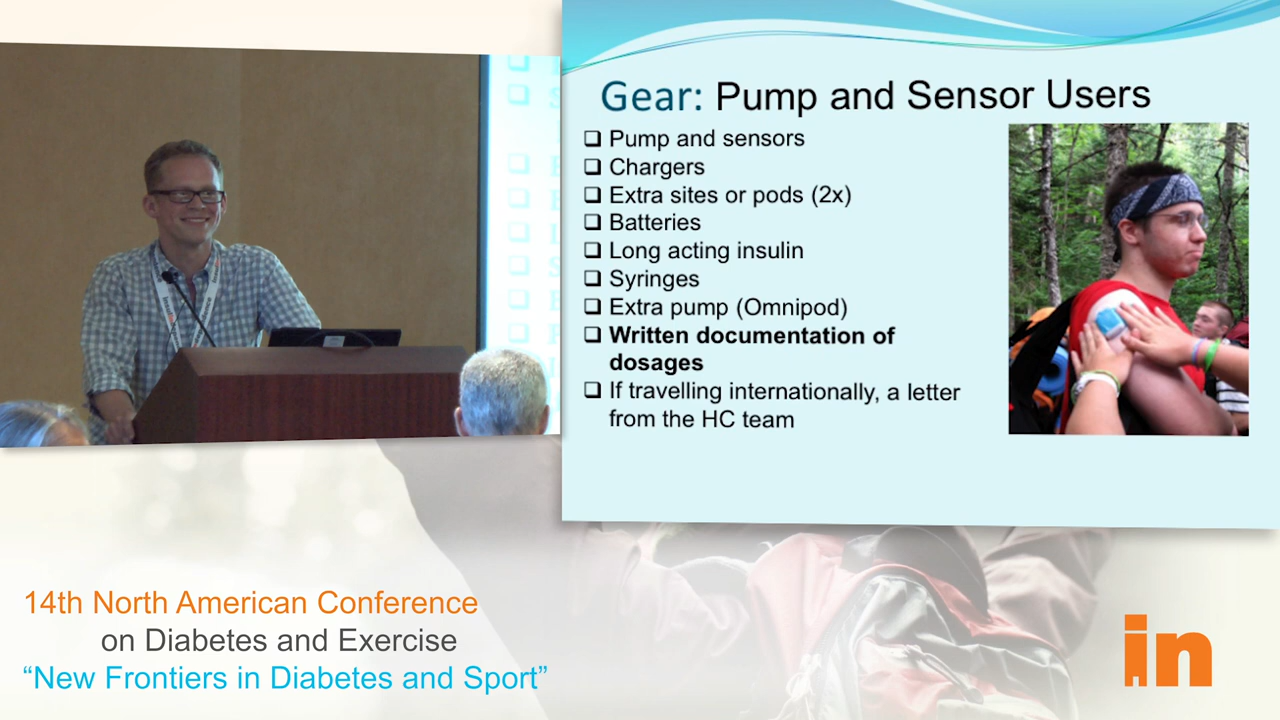 Gear: Pump and Sensor Users
❑ Pump and sensors
❑ Chargers
❑ Extra sites or pods (2x)
❑ Batteries
❑ Long acting insulin
❑ Syringes
❑ Extra pump (Omnipod)
❑ Written documentation of
dosages
❑ If travelling internationally, a letter
from the HC team
14th North American Conference
on Diabetes and Exercise
“New Frontiers in Diabetes and Sport”
in